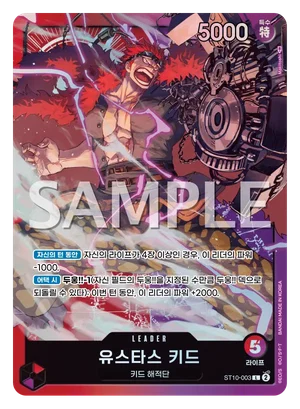 5000
특수
特
SAMPLE
자신의 턴 동안 자신의 라이프가 4장 이상인 경우, 이 리더의 파워
-1000.
어택 시 두웅!!-1(자신 필드의 두웅!!을 지정된 수만큼 두웅!! 덱으로
되돌릴 수 있다): 이번 턴 동안, 이 리더의 파워 +2000.
LEADER
유스타스 키드
키드 해적단
5
라이프
ST10-003 L 2